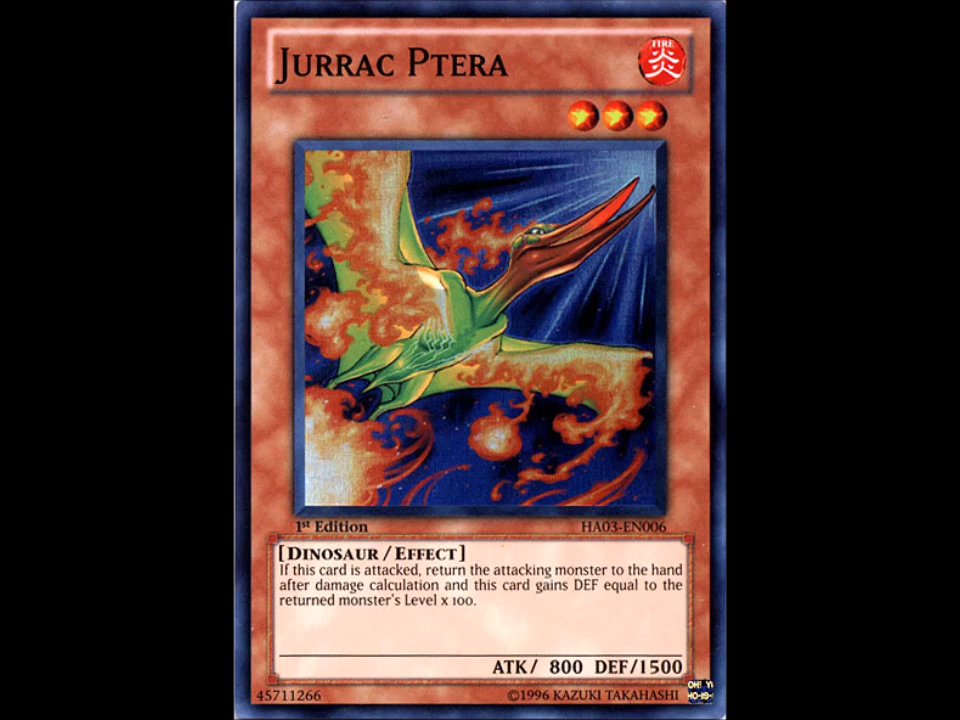 Jurrac Ptera
FIRE
炎
1st Edition
HA03-EN006
[Dinosaur / Effect]
If this card is attacked, return the attacking monster to the hand
after damage calculation and this card gains DEF equal to the
returned monster's Level x 100.
ATK/ 800 DEF/1500
45711266
©1996 KAZUKI TAKAHASHI